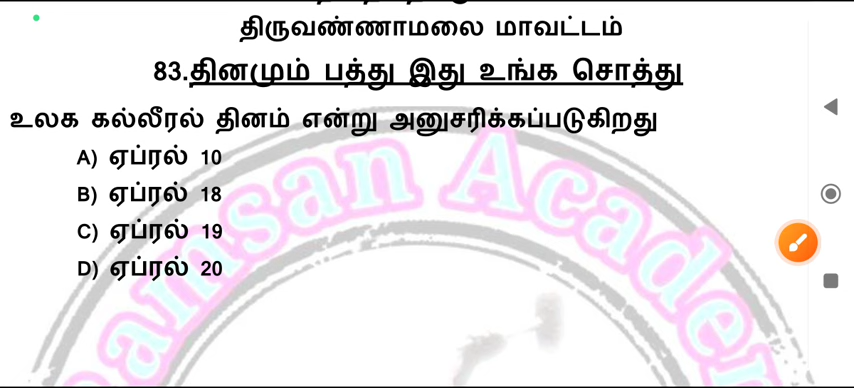 திருவண்ணாமலை மாவட்டம்
83.தினமும் பத்து இது உங்க சொத்து
உலக கல்லீரல் தினம் என்று அனுசரிக்கப்படுகிறது
A) ஏப்ரல் 10
B) ஏப்ரல் 18
C) ஏப்ரல் 19
D) ஏப்ரல் 20